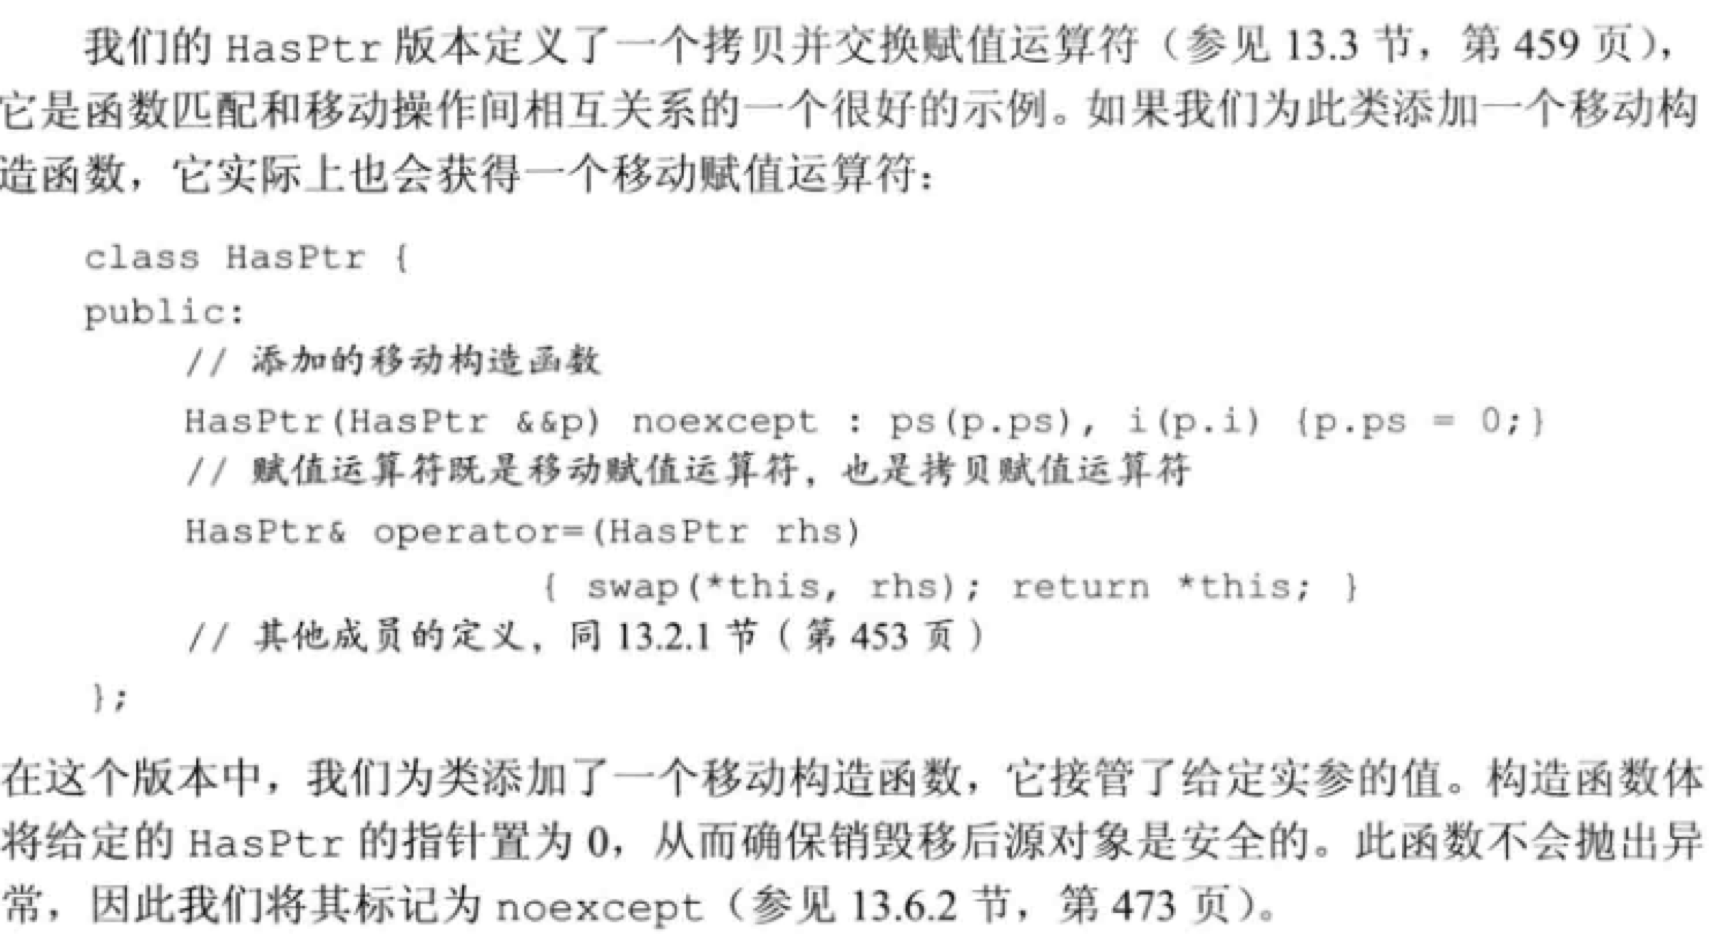 我们的 HasPtr 版本定义了一个拷贝并交换赋值运算符（参见 13.3 节，第 459 页），
它是函数匹配和移动操作间相互关系的一个很好的示例。如果我们为此类添加一个移动构
造函数，它实际上也会获得一个移动赋值运算符：
class HasPtr {
public:
// 添加的移动构造函数
HasPtr(HasPtr &&p) noexcept : ps(p.ps), i(p.i) {p.ps = 0;}
// 赋值运算符既是移动赋值运算符，也是拷贝赋值运算符
HasPtr& operator=(HasPtr rhs)
{ swap(*this, rhs); return *this; }
// 其他成员的定义，同 13.2.1 节（第 453 页）
};
在这个版本中，我们为类添加了一个移动构造函数，它接管了给定实参的值。构造函数体
将给定的 HasPtr 的指针置为 0，从而确保销毁移后源对象是安全的。此函数不会抛出异
常，因此我们将其标记为 noexcept（参见 13.6.2 节，第 473 页）。